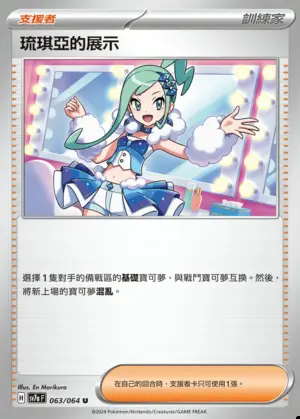 支援者
訓練家
琉琪亞的展示
選擇1隻對手的備戰區的基礎寶可夢，與戰鬥寶可夢互換。然後，
將新上場的寶可夢混亂。
Illus. En Morikura
H SV7a F 063/064 U
在自己的回合時，支援者卡只可使用1張。
©2024 Pokémon/Nintendo/Creatures/GAME FREAK.